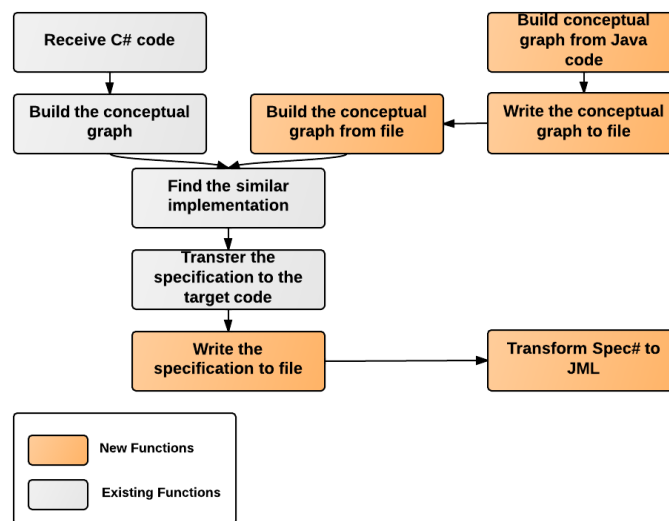 Receive C# code
Build conceptual
graph from Java
code
Build the conceptual
graph
Build the conceptual
graph from file
Write the conceptual
graph to file
Find the similar
implementation
Transfer the
specification to the
target code
Write the
specification to file
Transform Spec# to
JML
New Functions
Existing Functions